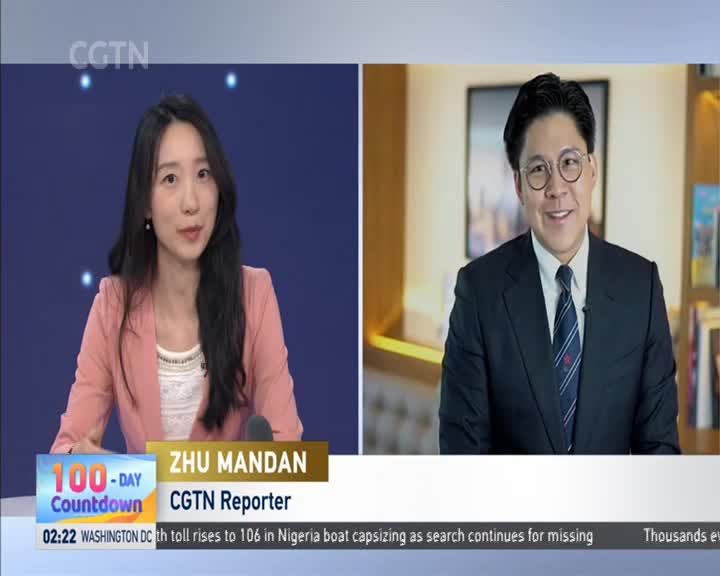 CGTN
ZHU MANDAN
CGTN Reporter
100 - DAY
Countdown
02:22 WASHINGTON DC
th toll rises to 106 in Nigeria boat capsizing as search continues for missing Thousands ev